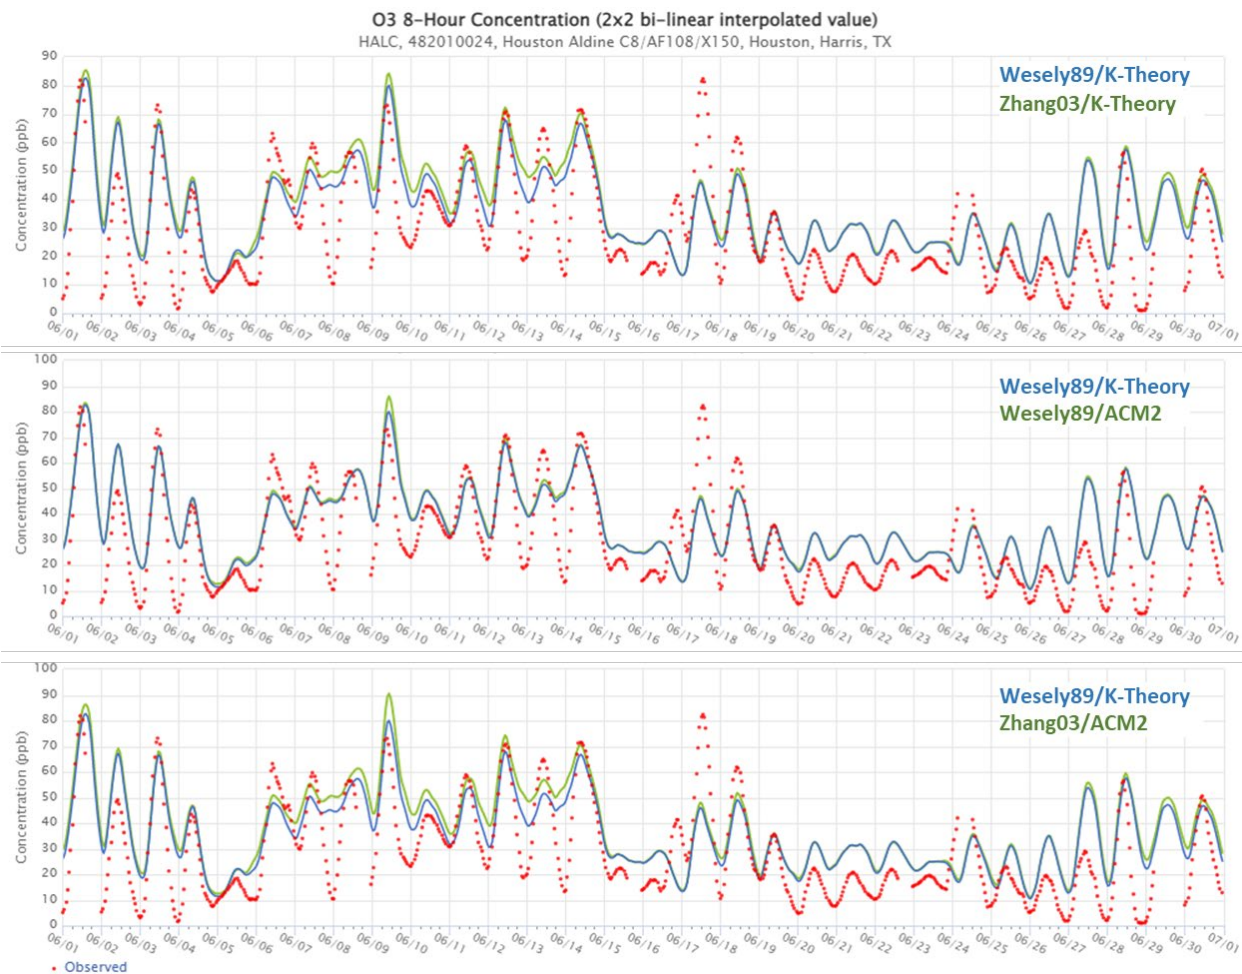 O3 8-Hour Concentration (2x2 bi-linear interpolated value)
HALC, 482010024, Houston Aldine C8/AF108/X150, Houston, Harris, TX
Wesely89/K-Theory
Zhang03/K-Theory
Concentration (ppb)
90
80
70
60
50
40
30
20
10
0
06/01 06/02 06/03 06/04 06/05 06/06 06/07 06/08 06/09 06/10 06/11 06/12 06/13 06/14 06/15 06/16 06/17 06/18 06/19 06/20 06/21 06/22 06/23 06/24 06/25 06/26 06/27 06/28 06/29 06/30 07/01
Wesely89/K-Theory
Wesely89/ACM2
Concentration (ppb)
100
90
80
70
60
50
40
30
20
10
0
06/01 06/02 06/03 06/04 06/05 06/06 06/07 06/08 06/09 06/10 06/11 06/12 06/13 06/14 06/15 06/16 06/17 06/18 06/19 06/20 06/21 06/22 06/23 06/24 06/25 06/26 06/27 06/28 06/29 06/30 07/01
Wesely89/K-Theory
Zhang03/ACM2
Concentration (ppb)
100
90
80
70
60
50
40
30
20
10
0
06/01 06/02 06/03 06/04 06/05 06/06 06/07 06/08 06/09 06/10 06/11 06/12 06/13 06/14 06/15 06/16 06/17 06/18 06/19 06/20 06/21 06/22 06/23 06/24 06/25 06/26 06/27 06/28 06/29 06/30 07/01
Observed